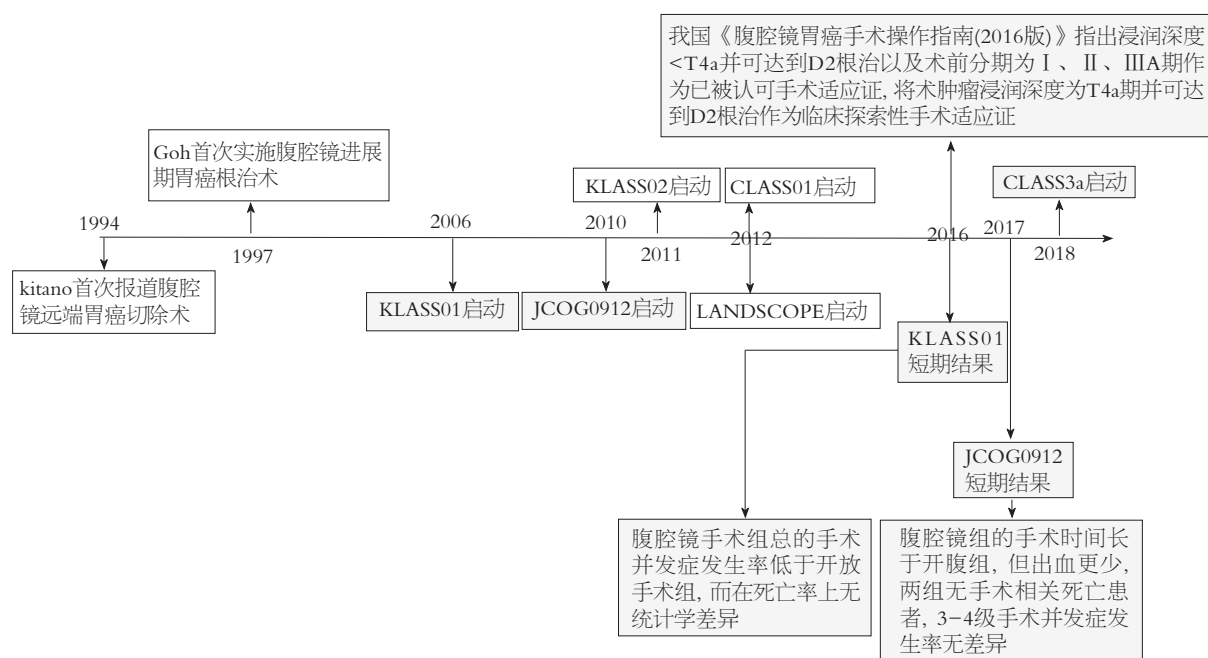 我国《腹腔镜胃癌手术操作指南(2016版)》指出浸润深度
<T4a并可达到D2根治以及术前分期为Ⅰ、Ⅱ、ⅢA期作
为已被认可手术适应证, 将术肿瘤浸润深度为T4a期并可达
到D2根治作为临床探索性手术适应证
Goh首次实施腹腔镜进展
期胃癌根治术
KLASS02启动
CLASS01启动
CLASS3a启动
1994
1997
2006
2010
2011
2012
2016
2017
2018
kitano首次报道腹腔
镜远端胃癌切除术
KLASS01启动
JCOG0912启动
LANDSCOPE启动
KLASS01
短期结果
JCOG0912
短期结果
腹腔镜手术组总的手术
并发症发生率低于开放
手术组, 而在死亡率上无
统计学差异
腹腔镜组的手术时间长
于开腹组, 但出血更少,
两组无手术相关死亡患
者, 3-4级手术并发症发
生率无差异